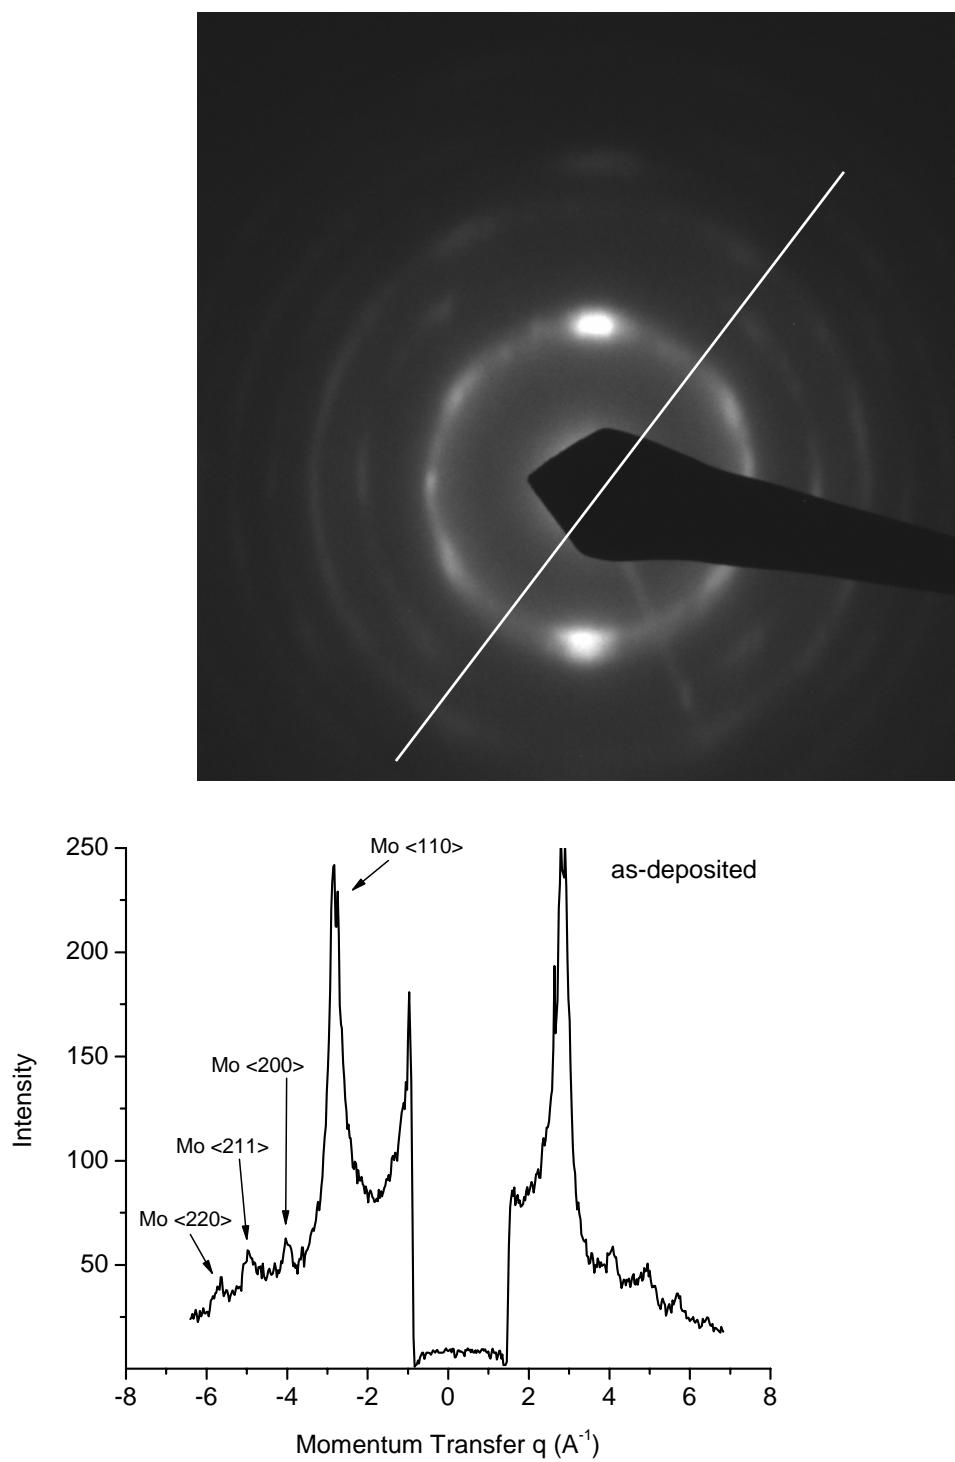 250
Mo <110>
as-deposited
200
150
Mo <200>
Intensity
Mo <211>
100
Mo <220>
50
-8 -6 -4 -2 0 2 4 6 8
Momentum Transfer q (A⁻¹)